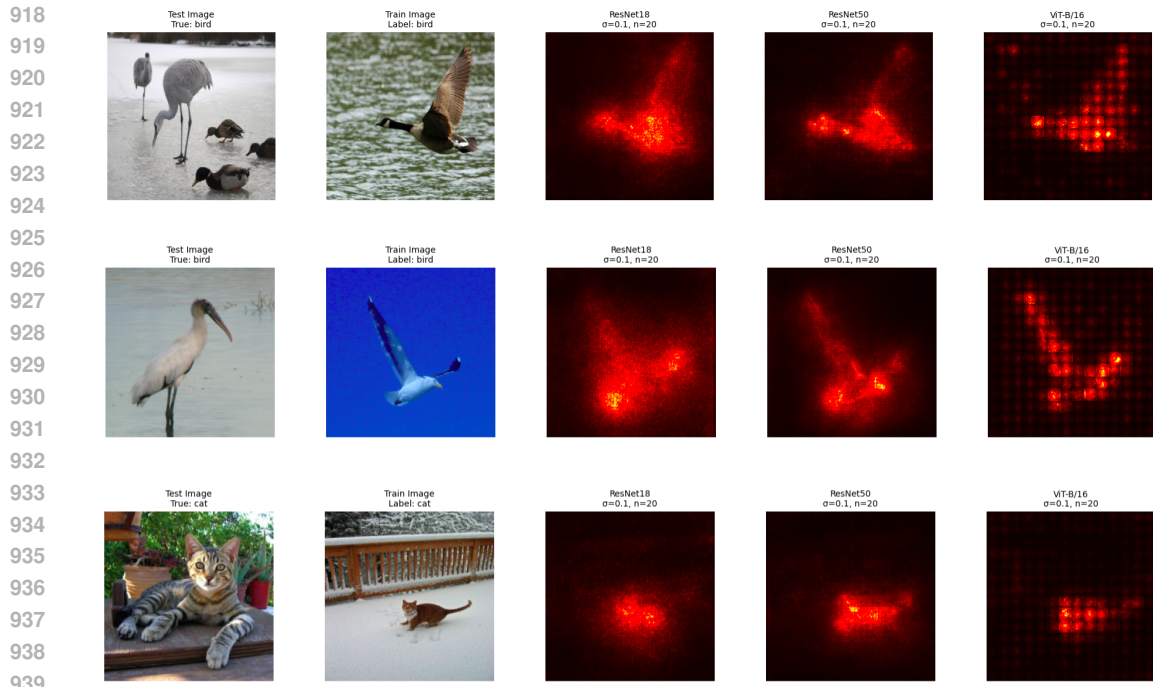 918
919
920
921
922
923
924
925
926
927
928
929
930
931
932
933
934
935
936
937
938
939
Test Image
True: bird
Train Image
Label: bird
ResNet18
σ=0.1, n=20
ResNet50
σ=0.1, n=20
ViT-B/16
σ=0.1, n=20
Test Image
True: bird
Train Image
Label: bird
ResNet18
σ=0.1, n=20
ResNet50
σ=0.1, n=20
ViT-B/16
σ=0.1, n=20
Test Image
True: cat
Train Image
Label: cat
ResNet18
σ=0.1, n=20
ResNet50
σ=0.1, n=20
ViT-B/16
σ=0.1, n=20